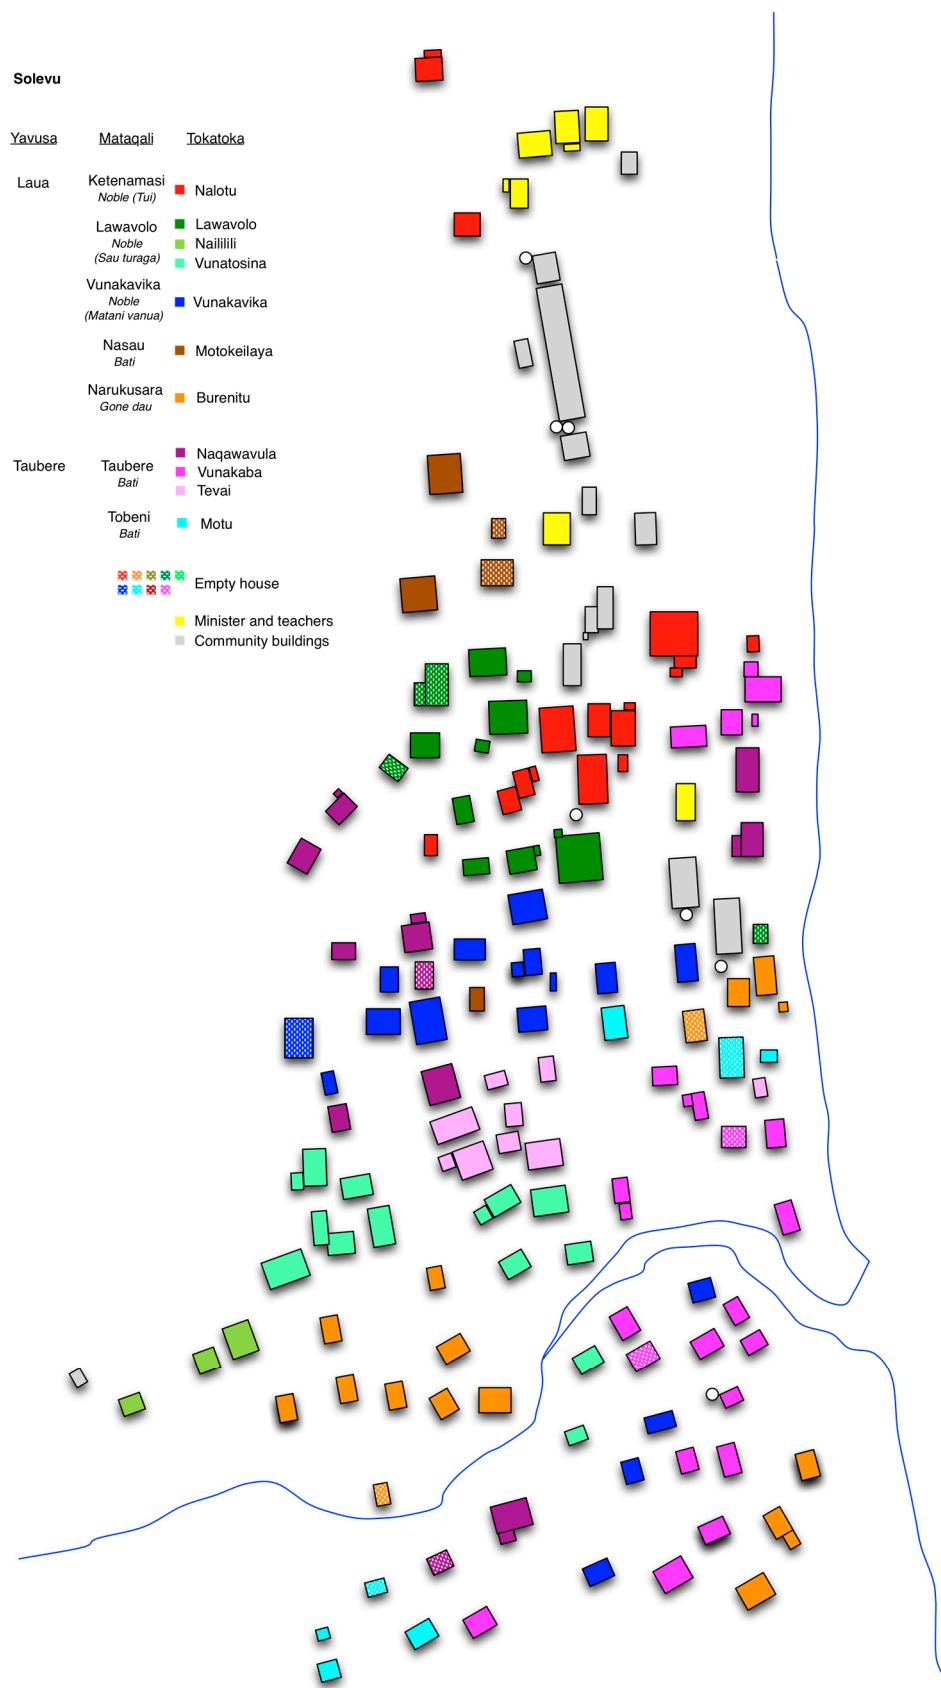 Solevu
Yavusa Mataqali Tokatoka
Laua
Ketenamasi
Noble (Tui)
Nalotu
Lawavolo
Noble
(Sau turaga)
Lawavolo
Nailili​li
Vunatosina
Vunakavika
Noble
(Matani vanua)
Vunakavika
Nasau
Bati
Motokeilaya
Narukusara
Gone dau
Burenitu
Taubere
Taubere
Bati
Naqawavula
Vunakaba
Tevai
Tobeni
Bati
Motu
Empty house
Minister and teachers
Community buildings